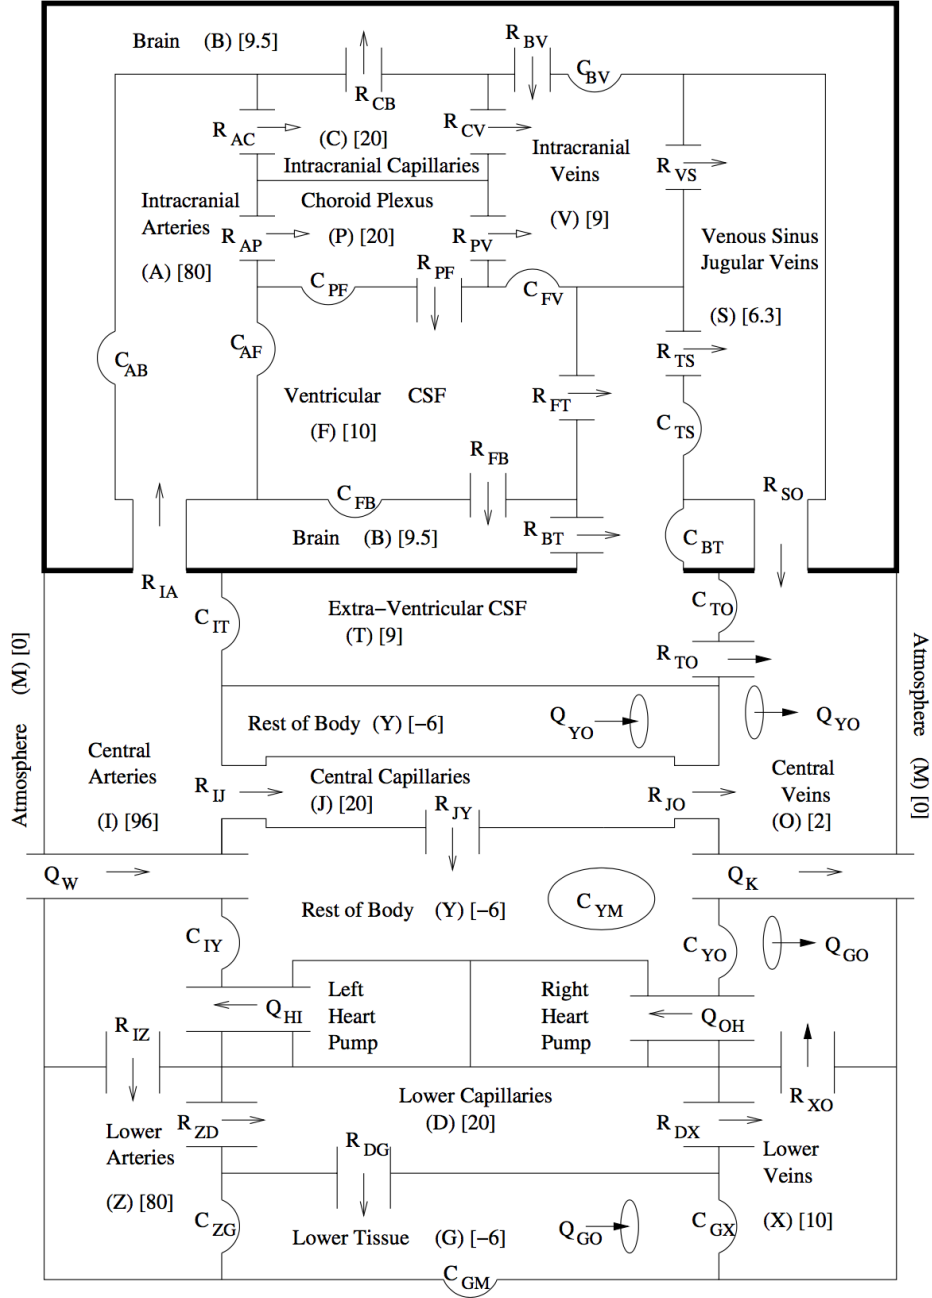 Brain (B) [9.5]
R BV
C BV
R CB
R AC
(C) [20]
R CV
Intracranial Capillaries
Intracranial
Veins
(V) [9]
R VS
Intracranial
Arteries
(A) [80]
Choroid Plexus
(P) [20]
R AP
R PV
Venous Sinus
Jugular Veins
(S) [6.3]
C PF
R PF
C FV
C AB
C AF
R TS
Ventricular CSF
(F) [10]
R FT
C TS
R FB
C FB
R SO
Brain (B) [9.5]
R BT
C BT
R IA
C IT
Extra−Ventricular CSF
(T) [9]
C TO
R TO
Atmosphere (M) [0]
Atmosphere (M) [0]
Rest of Body (Y) [−6]
Q YO
Q YO
Central
Arteries
(I) [96]
R IJ
Central Capillaries
(J) [20]
R JY
R JO
Central
Veins
(O) [2]
Q W
Q K
Rest of Body (Y) [−6]
C YM
C IY
C YO
Q GO
Left
Heart
Pump
Right
Heart
Pump
Q HI
Q OH
R IZ
R XO
Lower Capillaries
(D) [20]
R ZD
R DG
R DX
Lower
Arteries
(Z) [80]
Lower
Veins
(X) [10]
C ZG
Lower Tissue (G) [−6]
Q GO
C GX
C GM